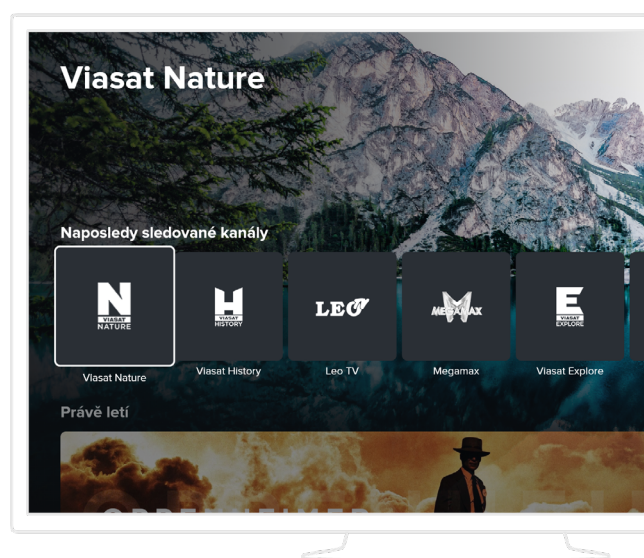 Viasat Nature
Naposledy sledované kanály
N VIASAT NATURE
H VIASAT HISTORY
LEO TV
MEGAMAX
E VIASAT EXPLORE
Viasat Nature
Viasat History
Leo TV
Megamax
Viasat Explore
Právě letí